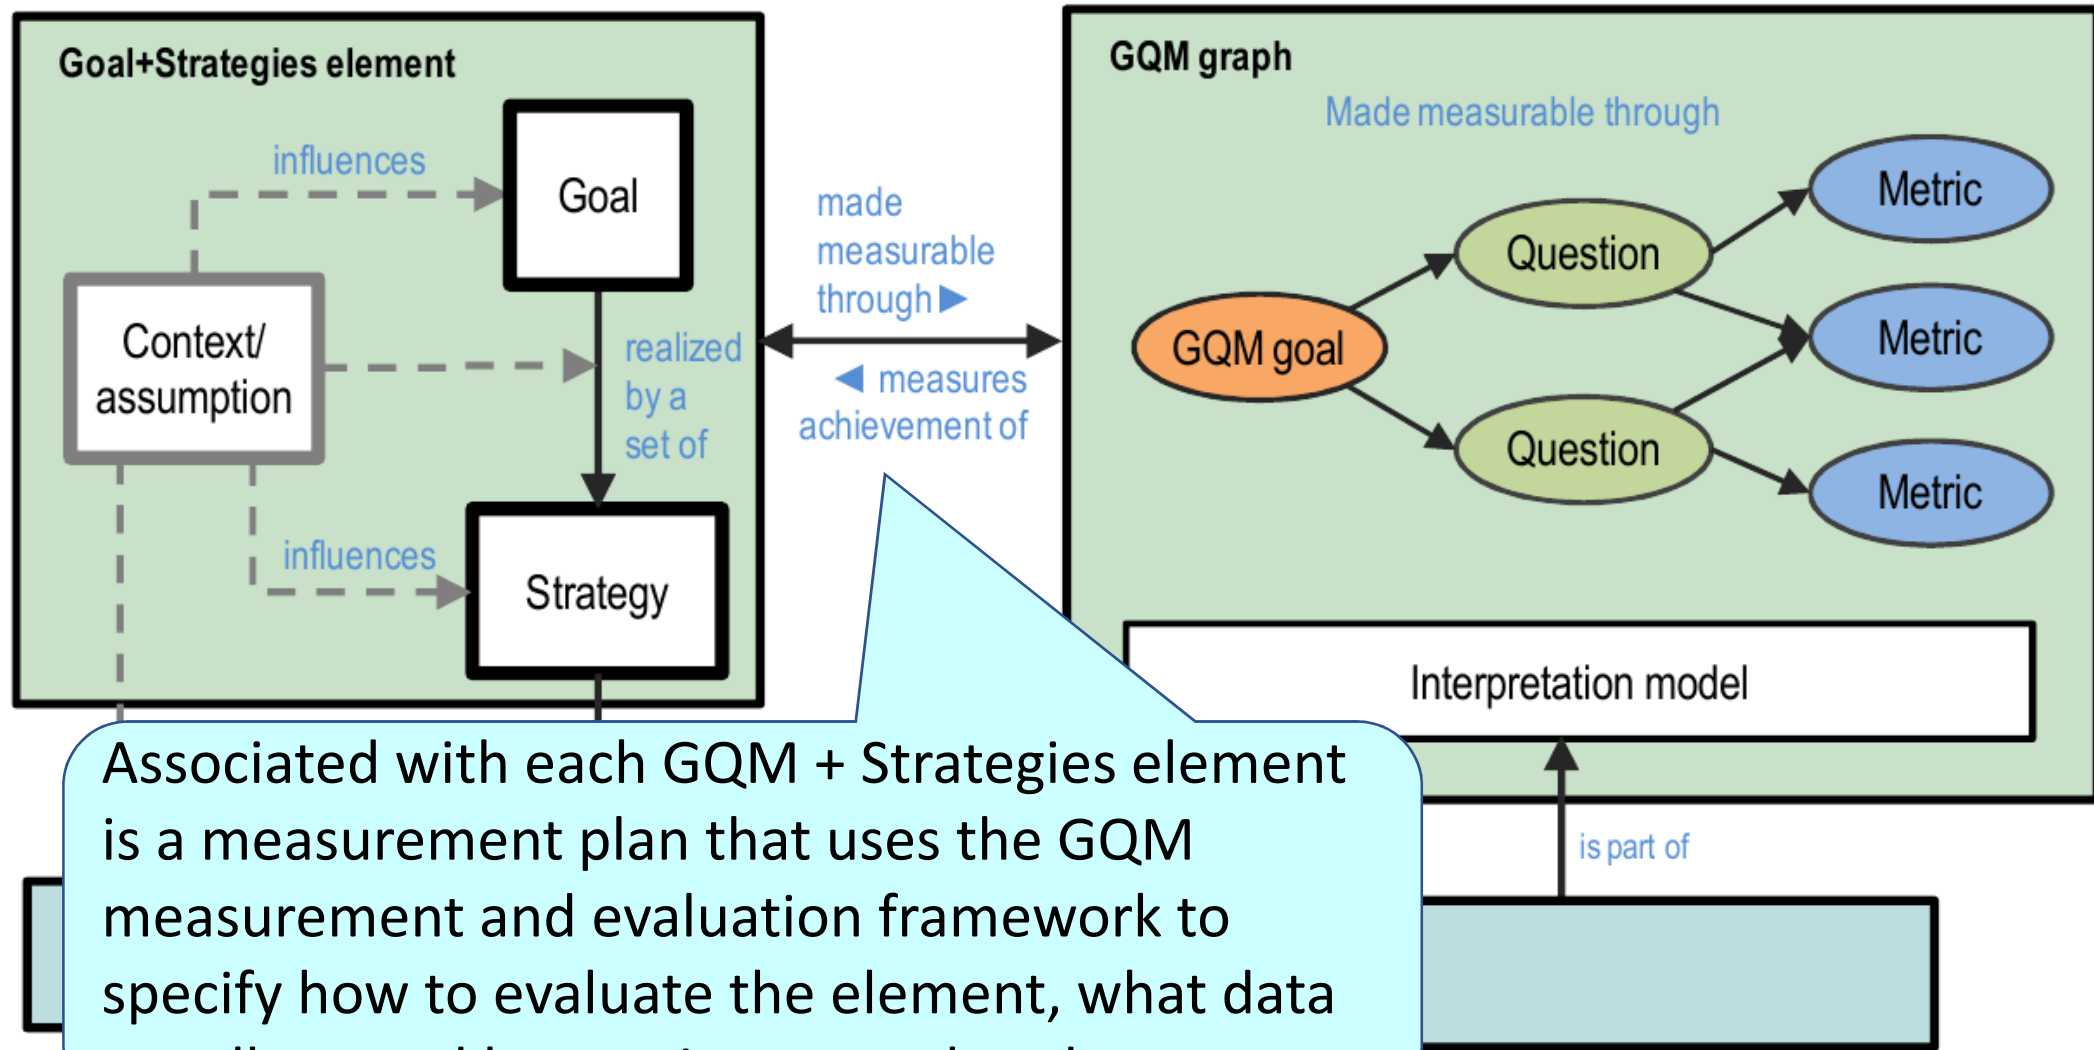 Goal+Strategies element
influences
Goal
Context/
assumption
realized
by a
set of
influences
Strategy
made
measurable
through ▶
◀ measures
achievement of
GQM graph
Made measurable through
GQM goal
Question
Question
Metric
Metric
Metric
Interpretation model
is part of
Associated with each GQM + Strategies element
is a measurement plan that uses the GQM
measurement and evaluation framework to
specify how to evaluate the element, what data